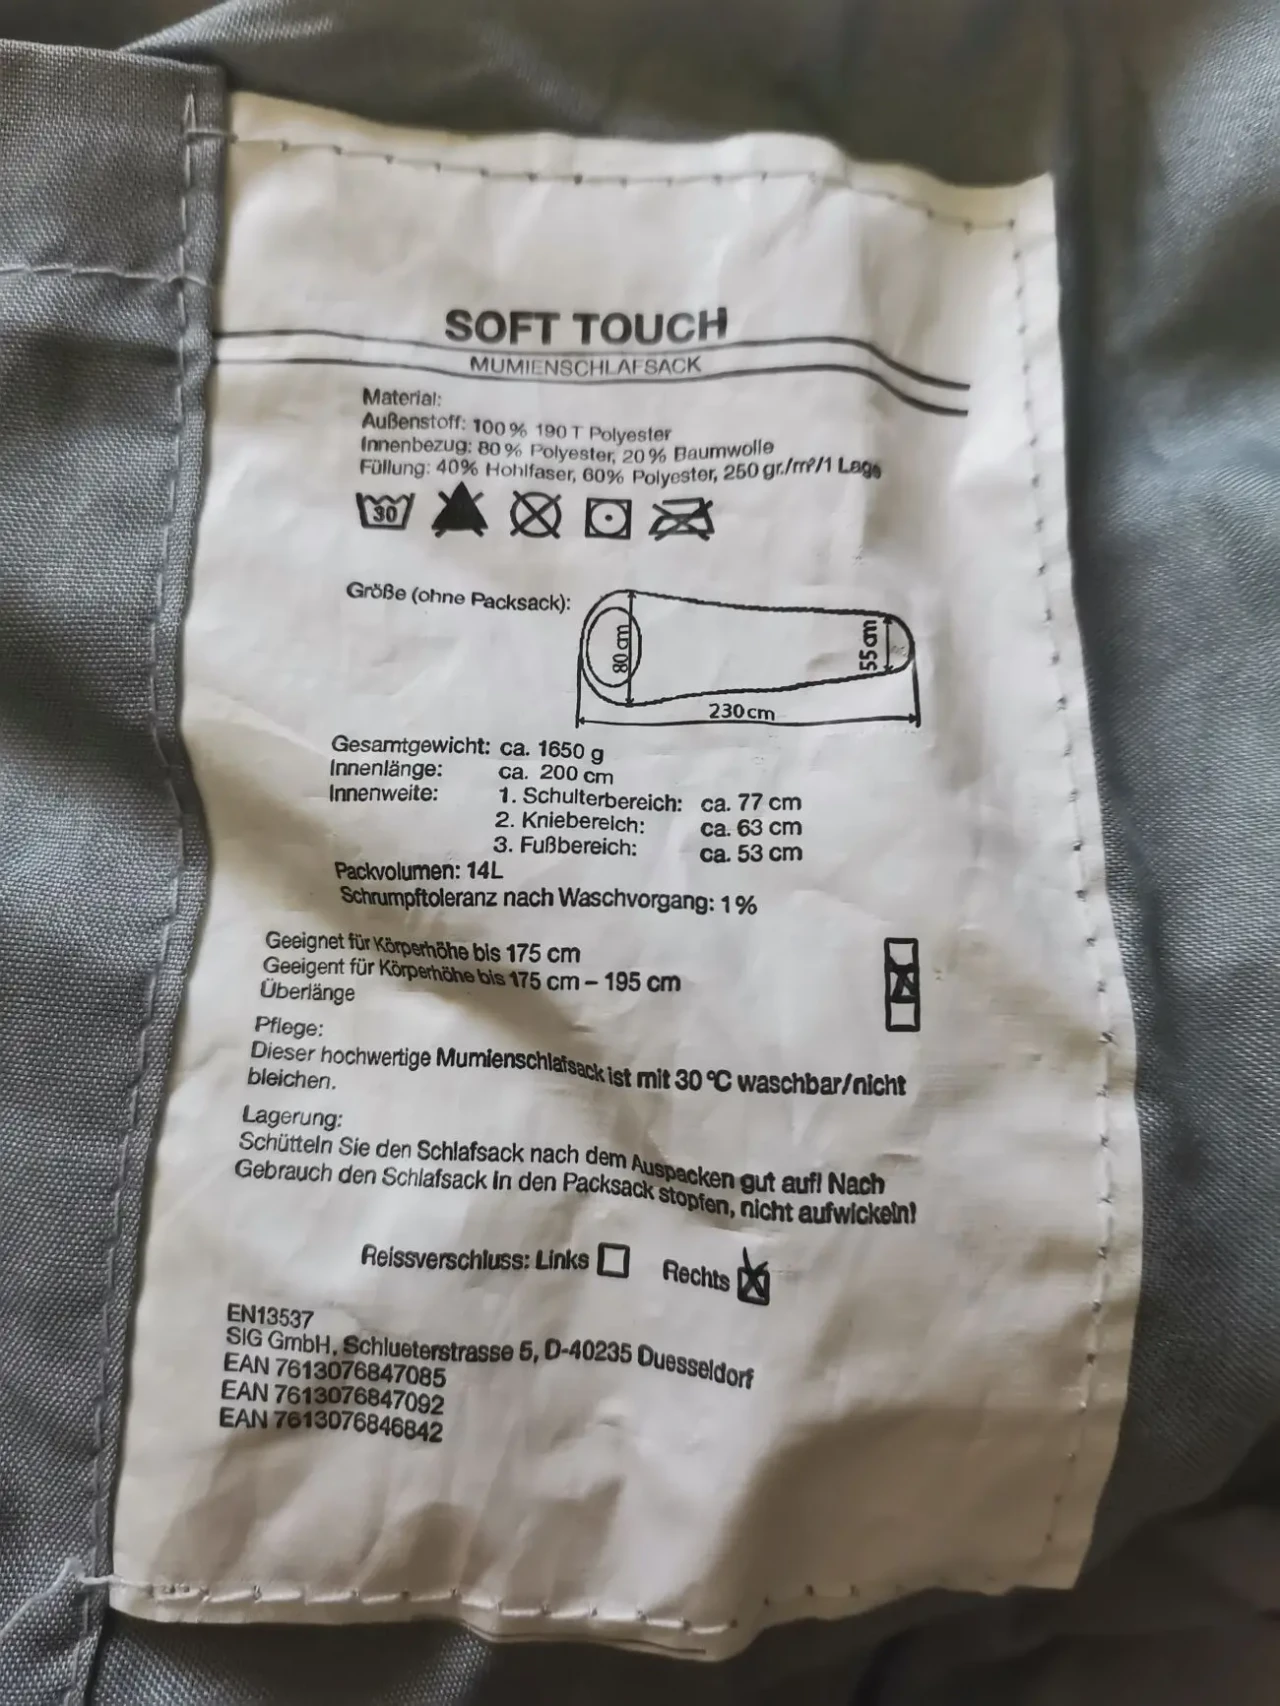 SOFT TOUCH
MUMIENSCHLAFSACK
Material:
Außenstoff: 100% 190 T Polyester
Innenbezug: 80% Polyester, 20% Baumwolle
Füllung: 40% Hohlfaser, 60% Polyester, 250 gr./m²/1 Lage
30
Größe (ohne Packsack):
80 cm
55 cm
230 cm
Gesamtgewicht: ca. 1650 g
Innenlänge: ca. 200 cm
Innenweite: 1. Schulterbereich: ca. 77 cm
2. Kniebereich: ca. 63 cm
3. Fußbereich: ca. 53 cm
Packvolumen: 14L
Schrumpftoleranz nach Waschvorgang: 1%
Geeignet für Körperhöhe bis 175 cm
Geeigent für Körperhöhe bis 175 cm – 195 cm
Überlänge
Pflege:
Dieser hochwertige Mumienschlafsack ist mit 30 °C waschbar/nicht
bleichen.
Lagerung:
Schütteln Sie den Schlafsack nach dem Auspacken gut auf! Nach
Gebrauch den Schlafsack in den Packsack stopfen, nicht aufwickeln!
Reissverschluss: Links Rechts
EN13537
SIG GmbH, Schlueterstrasse 5, D-40235 Duesseldorf
EAN 7613076847085
EAN 7613076847092
EAN 7613076846842